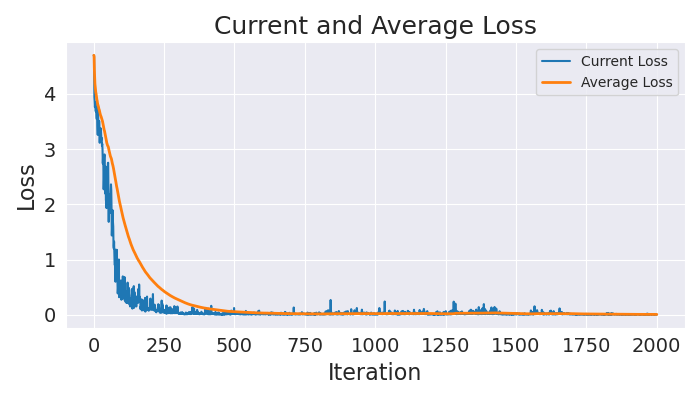 Current and Average Loss
Current Loss
Average Loss
Loss
4
3
2
1
0
0 250 500 750 1000 1250 1500 1750 2000
Iteration